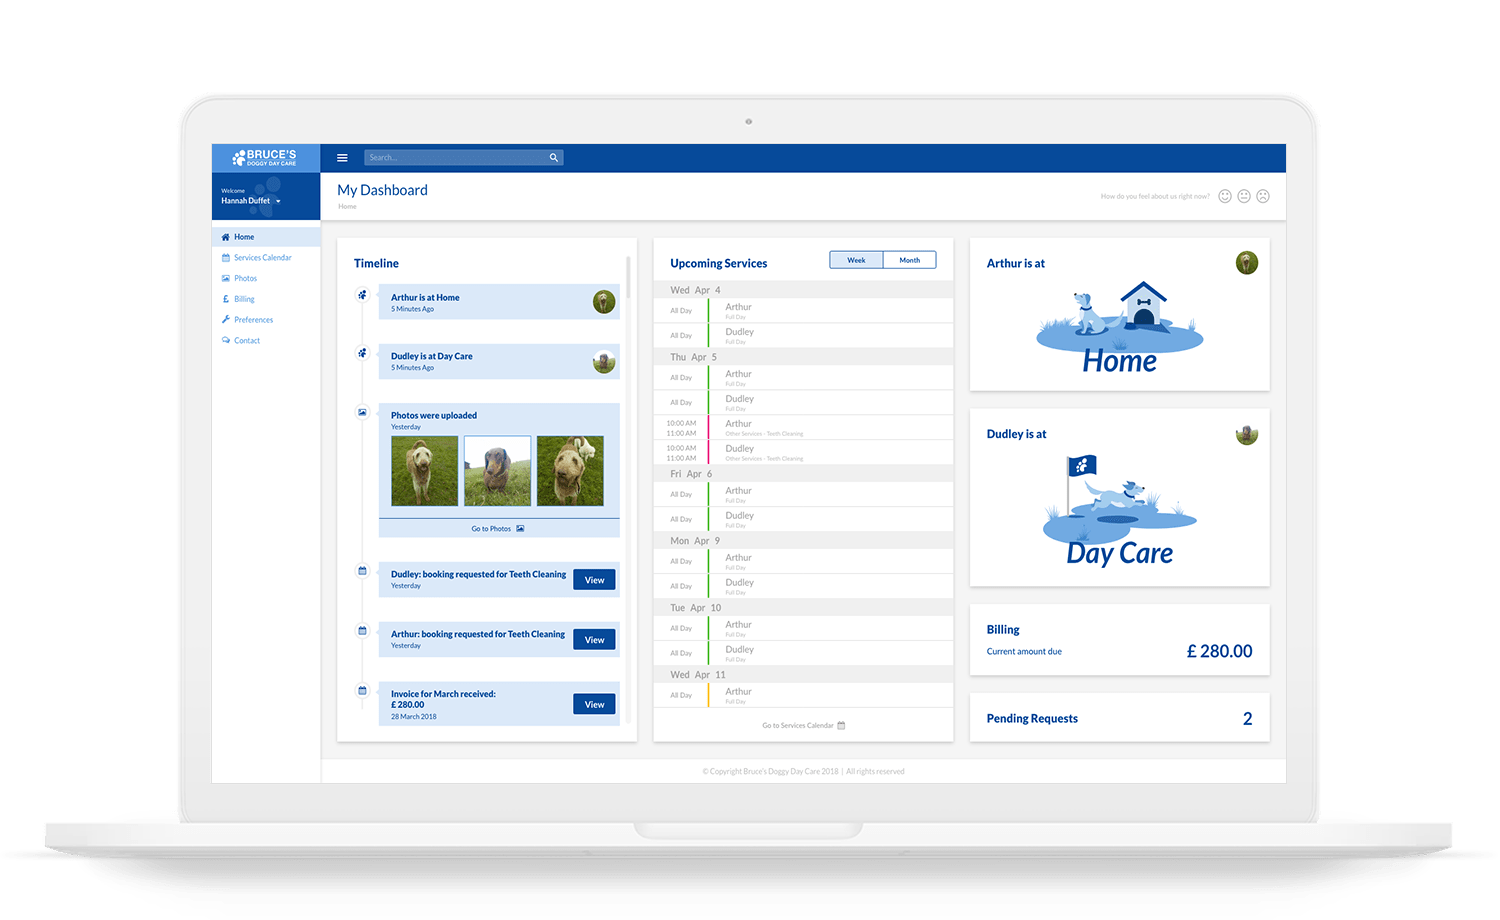 BRUCE'S
DOGGY DAY CARE
Search...
Welcome
Hannah Duffet
My Dashboard
Home
How do you feel about us right now?
Home
Services Calendar
Photos
Billing
Preferences
Contact
Timeline
Arthur is at Home
5 Minutes Ago
Dudley is at Day Care
5 Minutes Ago
Photos were uploaded
Yesterday
Go to Photos
Dudley: booking requested for Teeth Cleaning
Yesterday
View
Arthur: booking requested for Teeth Cleaning
Yesterday
View
Invoice for March received:
£ 280.00
28 March 2018
View
Upcoming Services
Week
Month
Wed Apr 4
All Day
Arthur
Full Day
All Day
Dudley
Full Day
Thu Apr 5
All Day
Arthur
Full Day
All Day
Dudley
Full Day
10:00 AM
11:00 AM
Arthur
Other Services - Teeth Cleaning
10:00 AM
11:00 AM
Dudley
Other Services - Teeth Cleaning
Fri Apr 6
All Day
Arthur
Full Day
All Day
Dudley
Full Day
Mon Apr 9
All Day
Arthur
Full Day
All Day
Dudley
Full Day
Tue Apr 10
All Day
Arthur
Full Day
All Day
Dudley
Full Day
Wed Apr 11
All Day
Arthur
Full Day
Go to Services Calendar
Arthur is at
Home
Dudley is at
Day Care
Billing
Current amount due
£ 280.00
Pending Requests
2
© Copyright Bruce's Doggy Day Care 2018 | All rights reserved